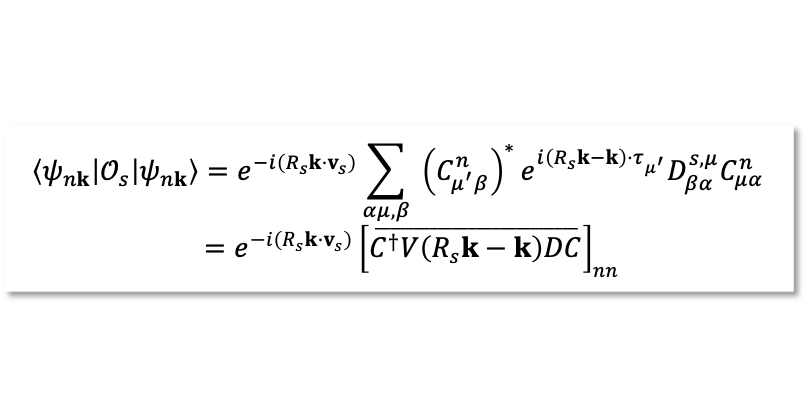 ⟨ψ_{n𝐤}|𝒪_s|ψ_{n𝐤}⟩ = e^{−i(R_s𝐤·𝐯_s)} ∑_{αμ,β} (C^n_{μ′β})^* e^{i(R_s𝐤−𝐤)·τ_{μ′}} D^{s,μ}_{βα} C^n_{μα}
= e^{−i(R_s𝐤·𝐯_s)} [\overline{C^†V(R_s𝐤 − 𝐤)DC}]_{nn}